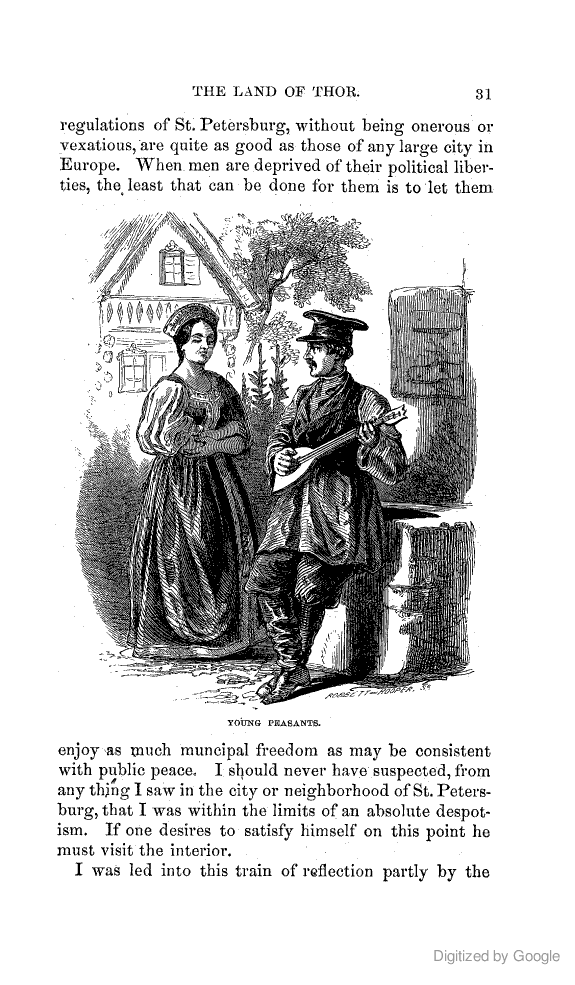 THE LAND OF THOR. 31
regulations of St. Petersburg, without being onerous or
vexatious, are quite as good as those of any large city in
Europe. When men are deprived of their political liber-
ties, the least that can be done for them is to let them
BOBBETT-HOOPER. Sc
YOUNG PEASANTS.
enjoy as much muncipal freedom as may be consistent
with public peace. I should never have suspected, from
any thing I saw in the city or neighborhood of St. Peters-
burg, that I was within the limits of an absolute despot-
ism. If one desires to satisfy himself on this point he
must visit the interior.
I was led into this train of reflection partly by the
Digitized by Google